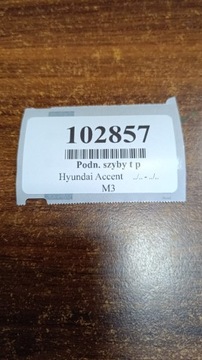 102857
Podn. szyby t p
Hyundai Accent ../.. - ../..
M3